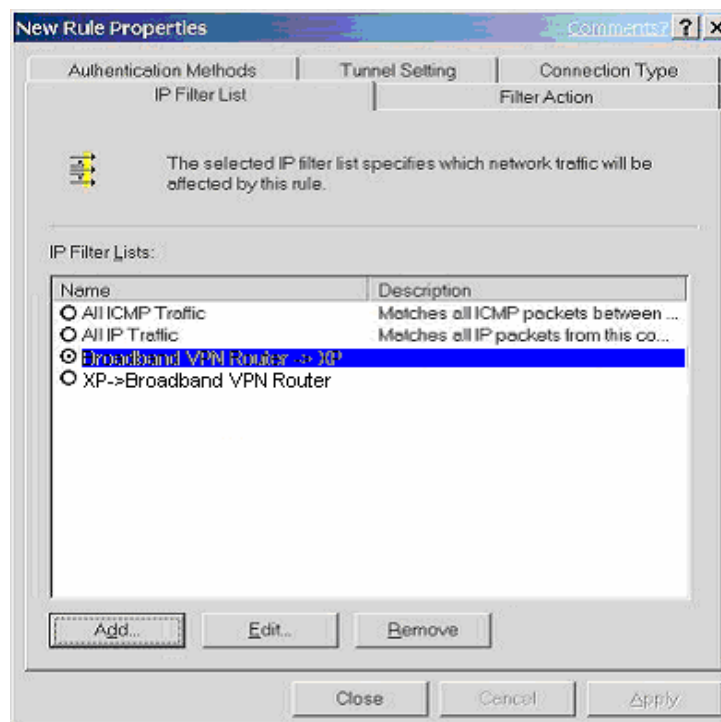 New Rule Properties Comments? ? ×
Authentication Methods Tunnel Setting Connection Type
IP Filter List Filter Action
The selected IP filter list specifies which network traffic will be
affected by this rule.
IP Filter Lists:
Name Description
All ICMP Traffic Matches all ICMP packets between ...
All IP Traffic Matches all IP packets from this co...
Broadband VPN Router -> XP
XP->Broadband VPN Router
Add... Edit... Remove
Close Cancel Apply